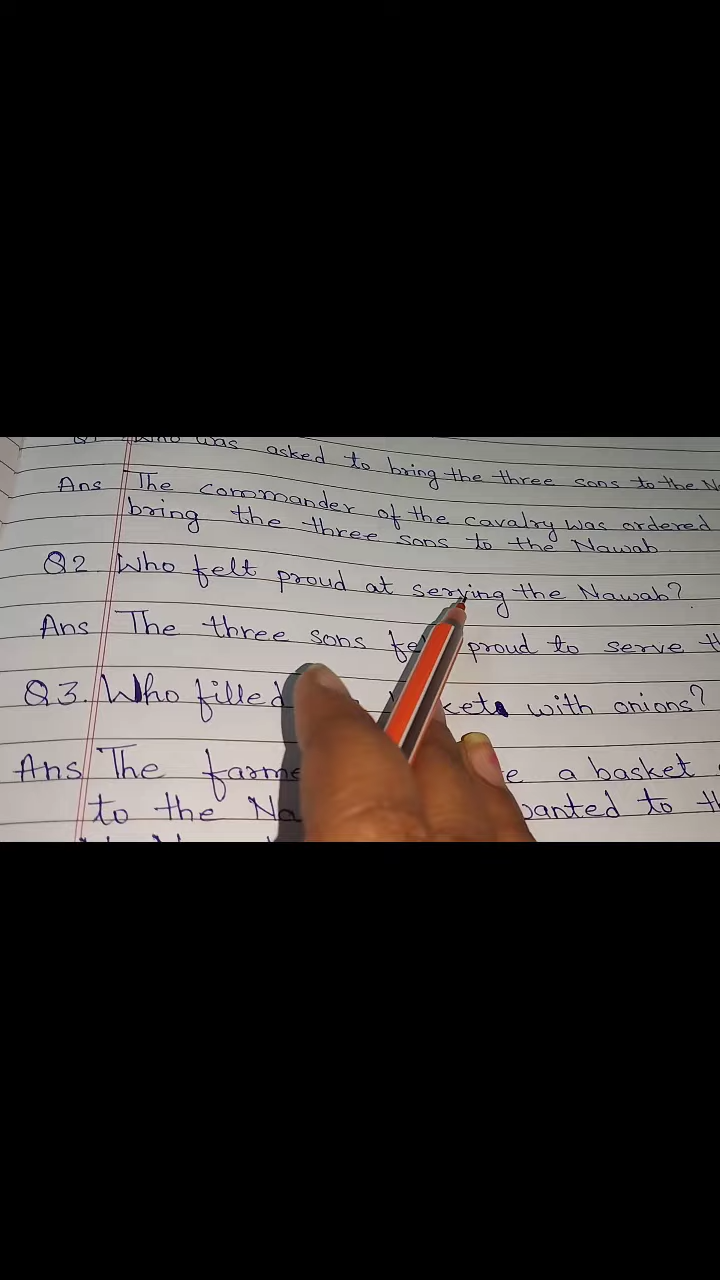 Who was asked to bring the three sons to the
Ans The commander of the cavalry was ordered
bring the three sons to the Nawab
Q2 Who felt proud at serving the Nawab?
Ans The three sons proud to serve
Q3. Who filled with onions?
Ans The a basket
to the to